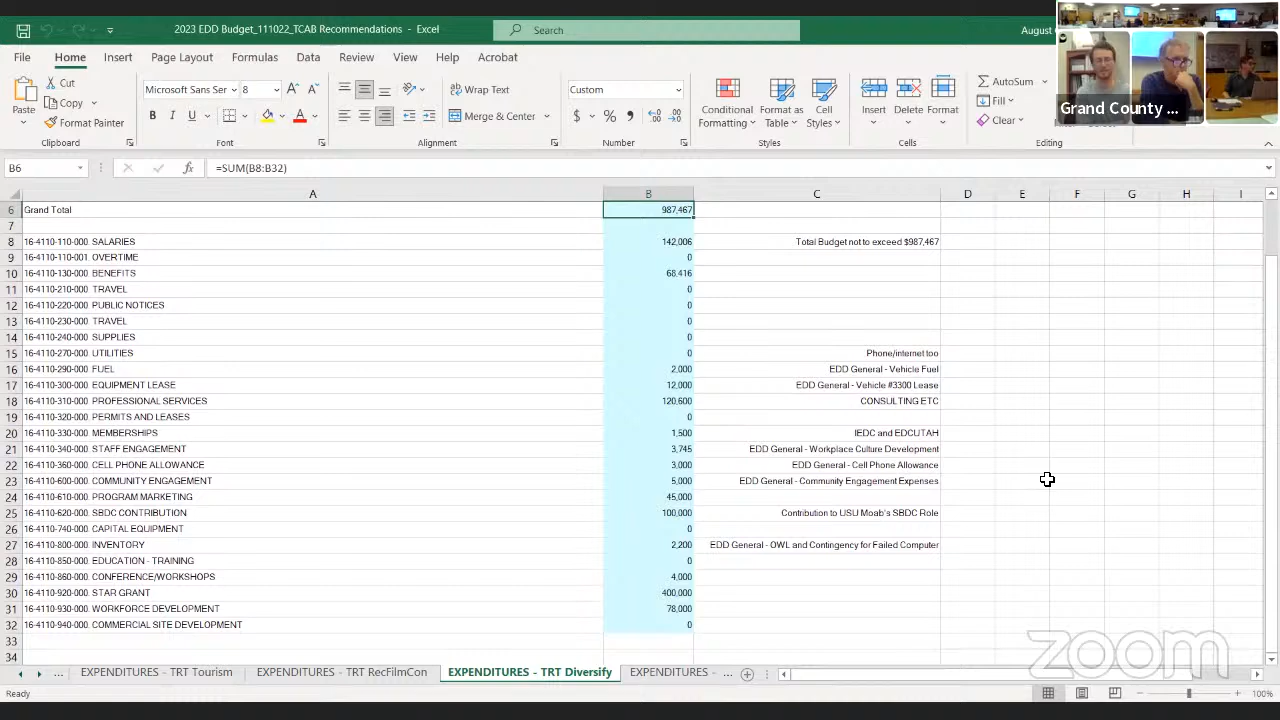 2023 EDD Budget_111022_TCAB Recommendations - Excel
Search
August
File Home Insert Page Layout Formulas Data Review View Help Acrobat
Paste
Cut
Copy
Format Painter
Microsoft Sans Ser
Wrap Text
Merge & Center
Custom
Conditional Formatting
Format as Table
Cell Styles
Insert Delete Format
AutoSum
Fill
Clear
Grand County ...
Clipboard Font Alignment Number Styles Cells Editing
B6 fx =SUM(B8:B32)
A B C D E F G H I
6 Grand Total 987,467
7
8 16-4110-110-000. SALARIES 142,006 Total Budget not to exceed $987,467
9 16-4110-110-001. OVERTIME 0
10 16-4110-130-000. BENEFITS 68,416
11 16-4110-210-000. TRAVEL 0
12 16-4110-220-000. PUBLIC NOTICES 0
13 16-4110-230-000. TRAVEL 0
14 16-4110-240-000. SUPPLIES 0
15 16-4110-270-000. UTILITIES 0 Phone/internet too
16 16-4110-290-000. FUEL 2,000 EDD General - Vehicle Fuel
17 16-4110-300-000. EQUIPMENT LEASE 12,000 EDD General - Vehicle #3300 Lease
18 16-4110-310-000. PROFESSIONAL SERVICES 120,600 CONSULTING ETC
19 16-4110-320-000. PERMITS AND LEASES 0
20 16-4110-330-000. MEMBERSHIPS 1,500 IEDC and EDCUTAH
21 16-4110-340-000. STAFF ENGAGEMENT 3,745 EDD General - Workplace Culture Development
22 16-4110-360-000. CELL PHONE ALLOWANCE 3,000 EDD General - Cell Phone Allowance
23 16-4110-600-000. COMMUNITY ENGAGEMENT 5,000 EDD General - Community Engagement Expenses
24 16-4110-610-000. PROGRAM MARKETING 45,000
25 16-4110-620-000. SBDC CONTRIBUTION 100,000 Contribution to USU Moab's SBDC Role
26 16-4110-740-000. CAPITAL EQUIPMENT 0
27 16-4110-800-000. INVENTORY 2,200 EDD General - OWL and Contingency for Failed Computer
28 16-4110-850-000. EDUCATION - TRAINING 0
29 16-4110-860-000. CONFERENCE/WORKSHOPS 4,000
30 16-4110-920-000. STAR GRANT 400,000
31 16-4110-930-000. WORKFORCE DEVELOPMENT 78,000
32 16-4110-940-000. COMMERCIAL SITE DEVELOPMENT 0
33
34
zoom
... EXPENDITURES - TRT Tourism EXPENDITURES - TRT RecFilmCon EXPENDITURES - TRT Diversify EXPENDITURES - ...
Ready 100%